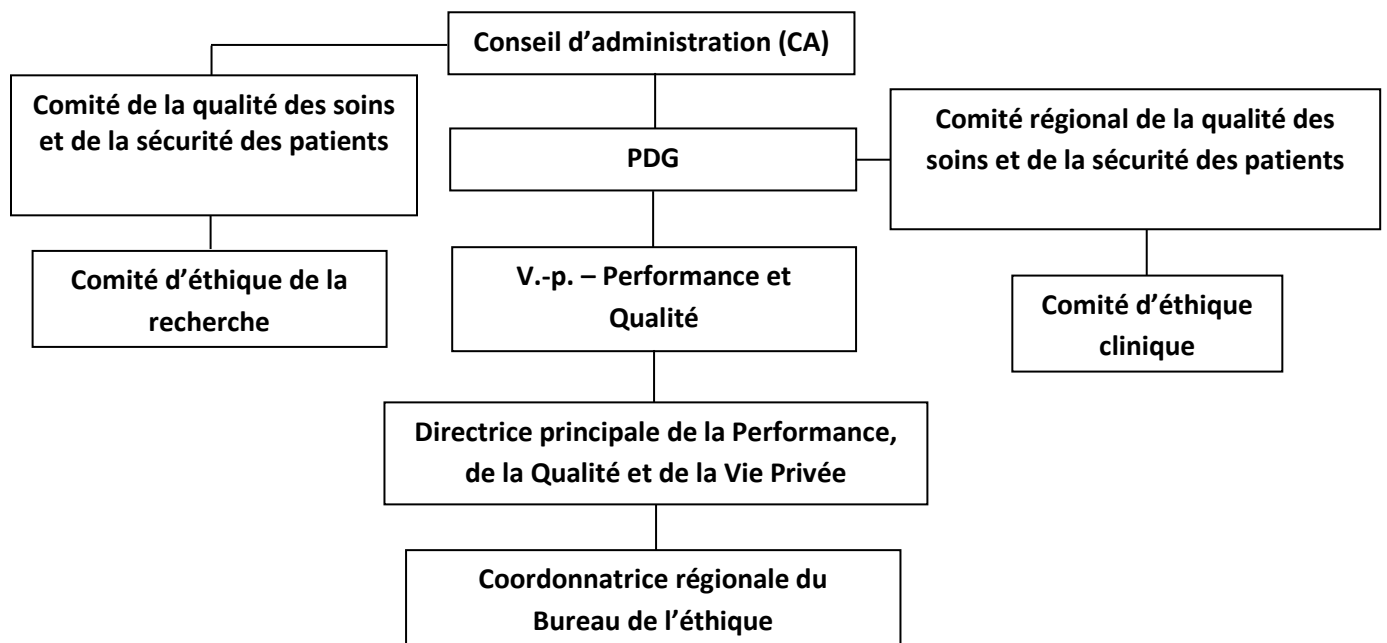 Conseil d’administration (CA)
Comité de la qualité des soins
et de la sécurité des patients
Comité régional de la qualité des
soins et de la sécurité des patients
PDG
Comité d’éthique de la
recherche
V.-p. – Performance et
Qualité
Comité d’éthique
clinique
Directrice principale de la Performance,
de la Qualité et de la Vie Privée
Coordonnatrice régionale du
Bureau de l’éthique